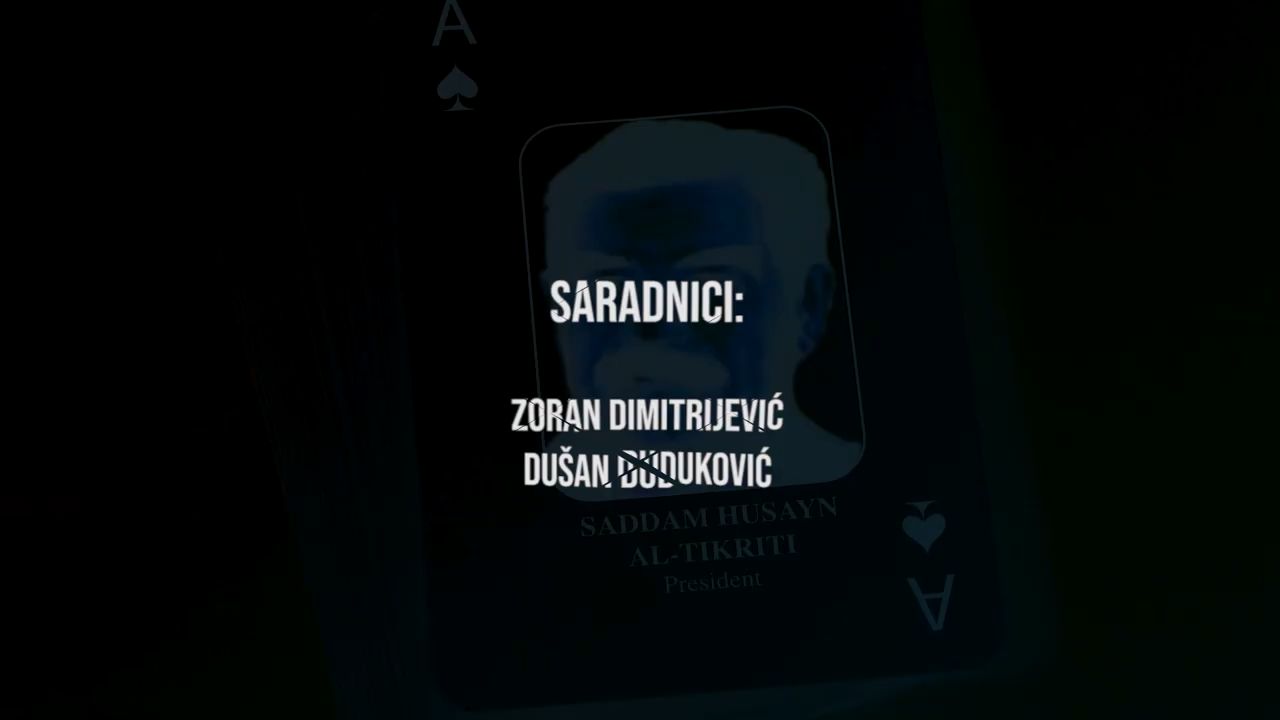 A
SARADNICI:
ZORAN DIMITRIJEVIĆ
DUŠAN DUDUKOVIĆ
SADDAM HUSAYN
AL-TIKRITI
President
A